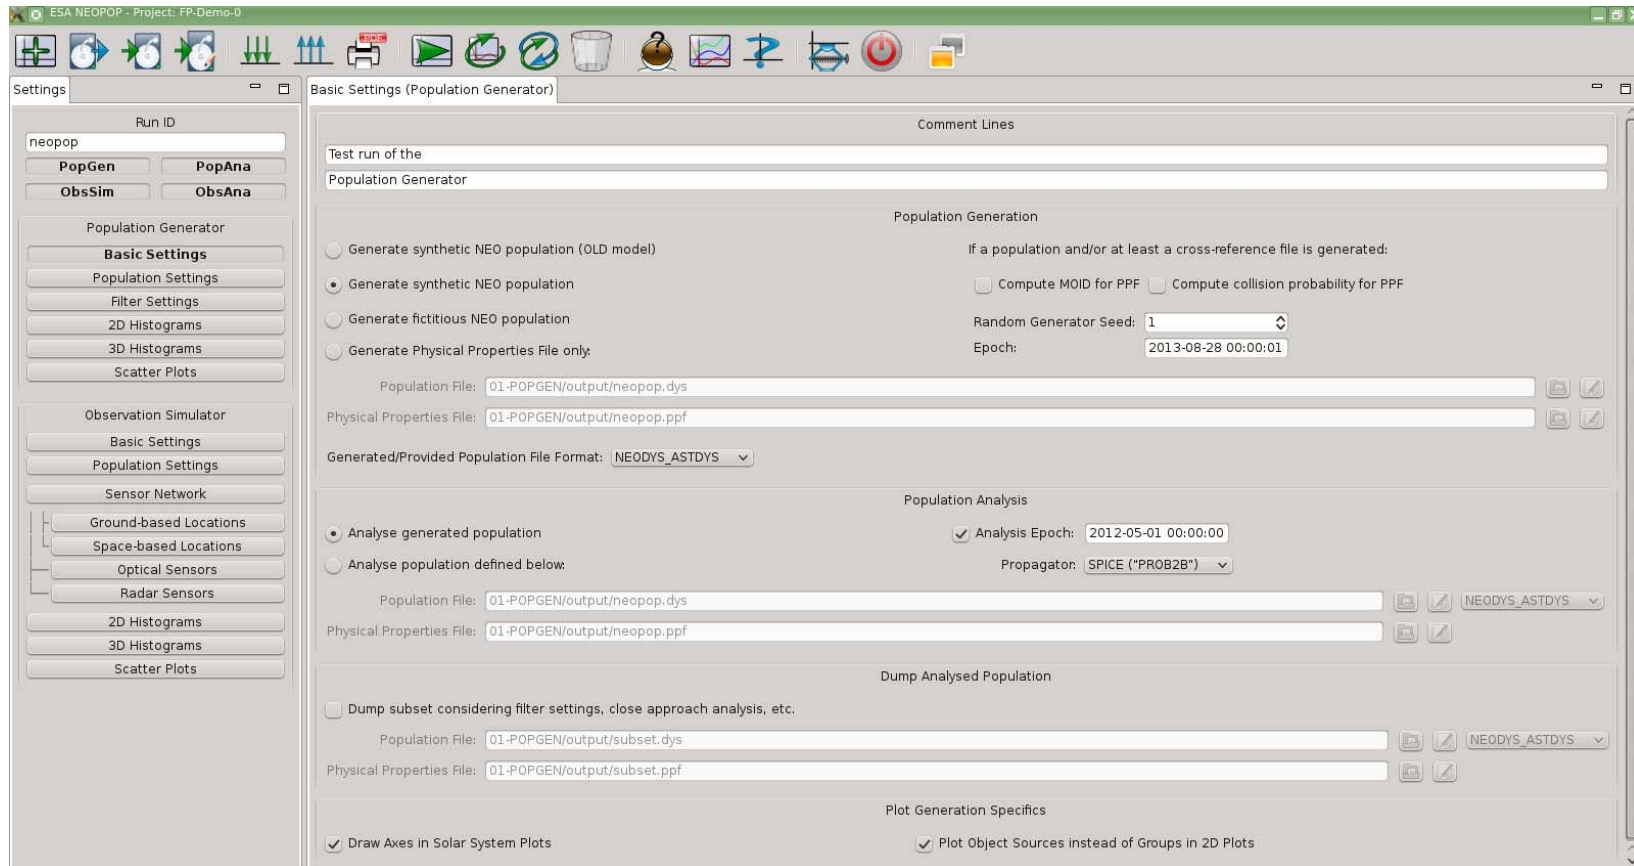 ESA NEOPOP - Project: FP-Demo-0
PDF
Settings
Run ID
neopop
PopGen PopAna
ObsSim ObsAna
Population Generator
Basic Settings
Population Settings
Filter Settings
2D Histograms
3D Histograms
Scatter Plots
Observation Simulator
Basic Settings
Population Settings
Sensor Network
Ground-based Locations
Space-based Locations
Optical Sensors
Radar Sensors
2D Histograms
3D Histograms
Scatter Plots
Basic Settings (Population Generator)
Comment Lines
Test run of the
Population Generator
Population Generation
Generate synthetic NEO population (OLD model)
Generate synthetic NEO population
Generate fictitious NEO population
Generate Physical Properties File only:
If a population and/or at least a cross-reference file is generated:
Compute MOID for PPF Compute collision probability for PPF
Random Generator Seed: 1
Epoch: 2013-08-28 00:00:01
Population File: 01-POPGEN/output/neopop.dys
Physical Properties File: 01-POPGEN/output/neopop.ppf
Generated/Provided Population File Format: NEODYS_ASTDYS
Population Analysis
Analyse generated population
Analysis Epoch: 2012-05-01 00:00:00
Analyse population defined below:
Propagator: SPICE ("PROB2B")
Population File: 01-POPGEN/output/neopop.dys NEODYS_ASTDYS
Physical Properties File: 01-POPGEN/output/neopop.ppf
Dump Analysed Population
Dump subset considering filter settings, close approach analysis, etc.
Population File: 01-POPGEN/output/subset.dys NEODYS_ASTDYS
Physical Properties File: 01-POPGEN/output/subset.ppf
Plot Generation Specifics
Draw Axes in Solar System Plots Plot Object Sources instead of Groups in 2D Plots